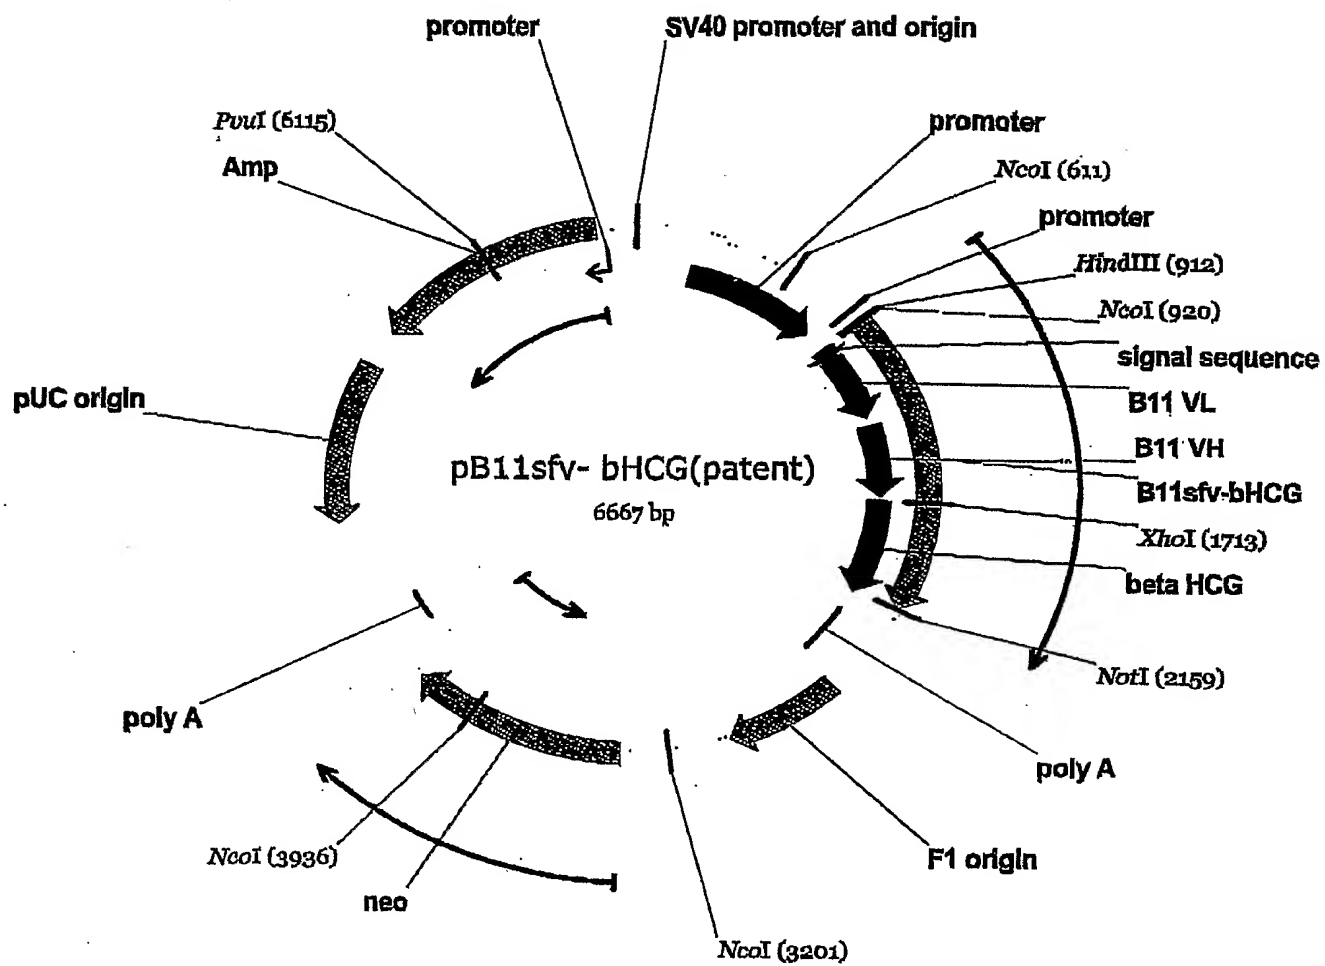 promoter
SV40 promoter and origin
PvuI (6115)
Amp
promoter
NcoI (611)
promoter
HindIII (912)
NcoI (920)
signal sequence
B11 VL
B11 VH
B11sfv-bHCG
XhoI (1713)
beta HCG
pUC origin
pB11sfv- bHCG(patent)
6667 bp
NotI (2159)
poly A
poly A
NcoI (3936)
neo
F1 origin
NcoI (3201)